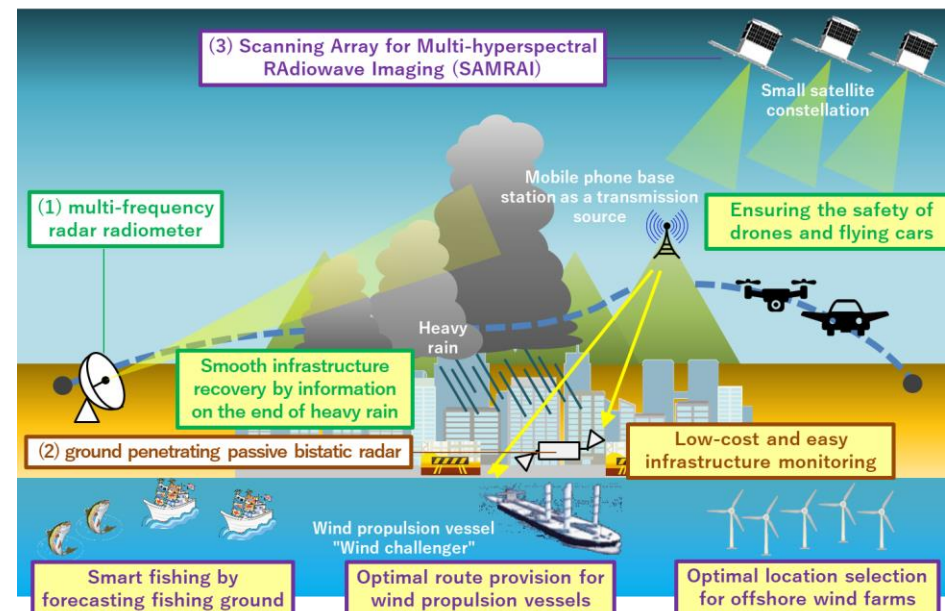 (3) Scanning Array for Multi-hyperspectral
RAdiowave Imaging (SAMRAI)
Small satellite
constellation
Mobile phone base
station as a transmission
source
(1) multi-frequency
radar radiometer
Ensuring the safety of
drones and flying cars
Heavy
rain
Smooth infrastructure
recovery by information
on the end of heavy rain
(2) ground penetrating passive bistatic radar
Low-cost and easy
infrastructure monitoring
Wind propulsion vessel
"Wind challenger"
Smart fishing by
forecasting fishing ground
Optimal route provision for
wind propulsion vessels
Optimal location selection
for offshore wind farms